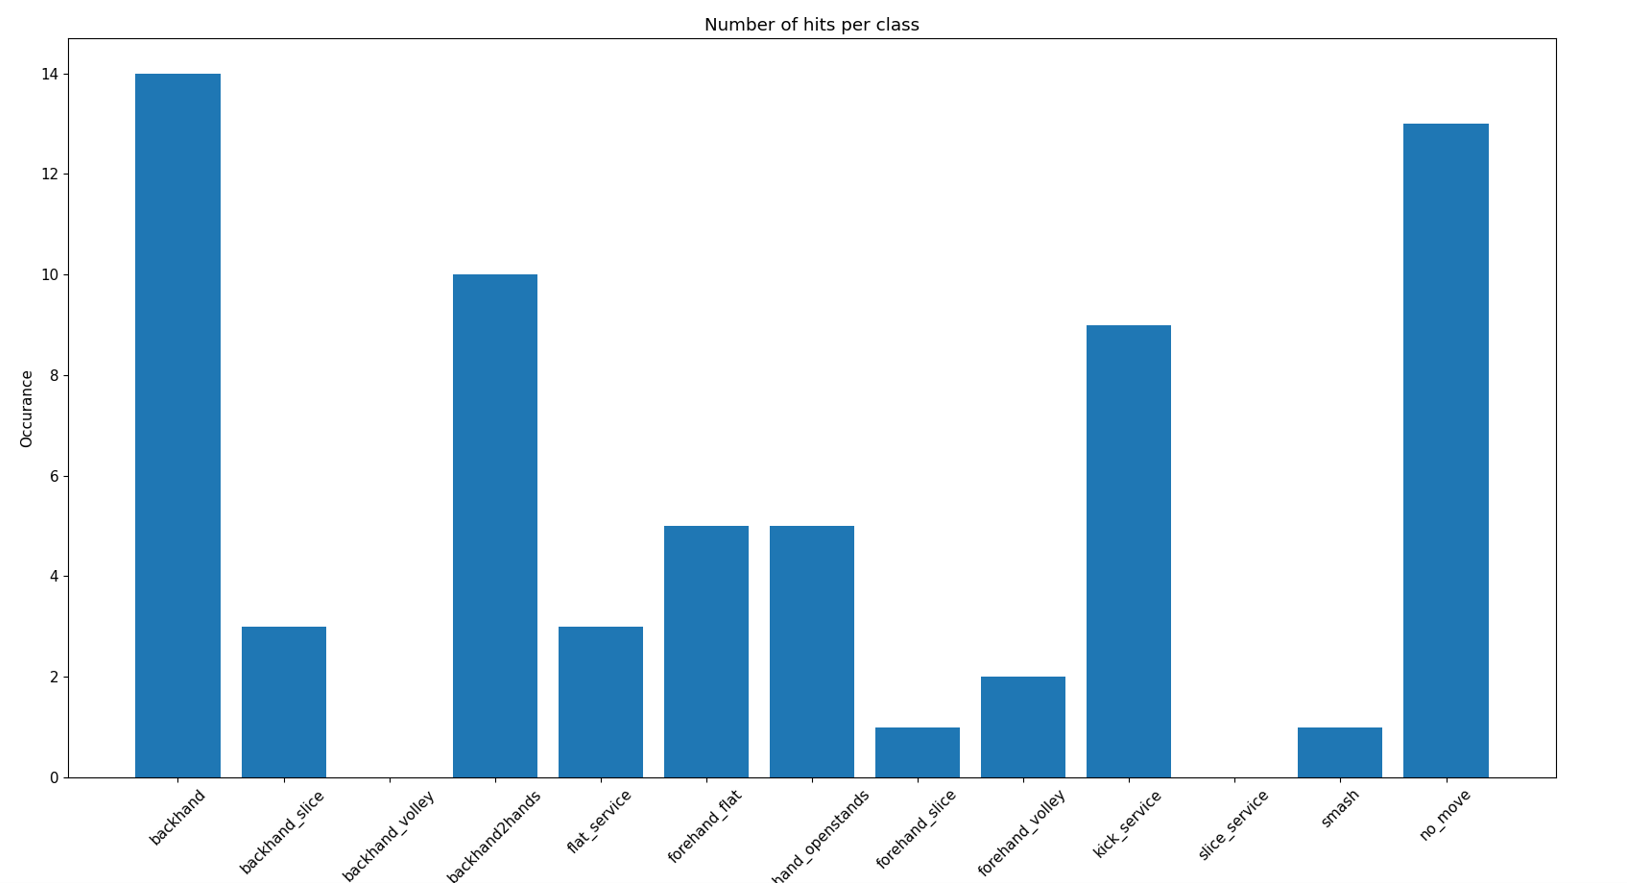 Number of hits per class
14
12
10
8
6
4
2
0
Occurance
backhand
backhand_slice
backhand_volley
backhand2hands
flat_service
forehand_flat
hand_openstands
forehand_slice
forehand_volley
kick_service
slice_service
smash
no_move